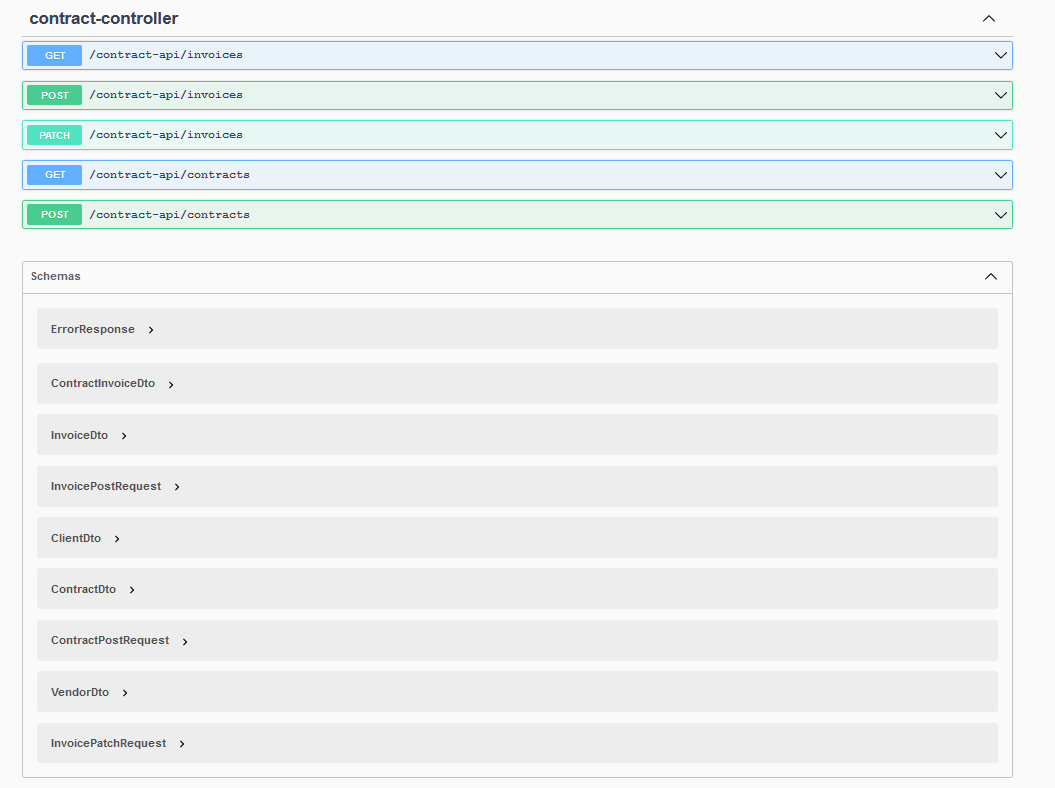 contract-controller
GET /contract-api/invoices
POST /contract-api/invoices
PATCH /contract-api/invoices
GET /contract-api/contracts
POST /contract-api/contracts
Schemas
ErrorResponse
ContractInvoiceDto
InvoiceDto
InvoicePostRequest
ClientDto
ContractDto
ContractPostRequest
VendorDto
InvoicePatchRequest